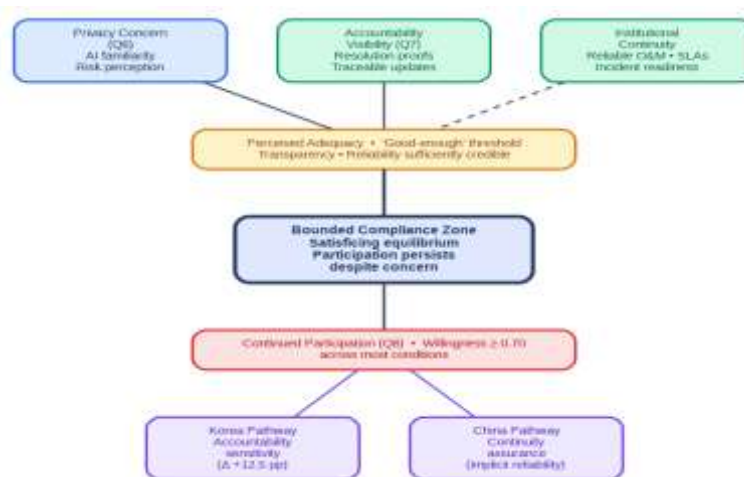 Privacy Concern
(Q6)
AI familiarity
Risk perception
Accountability
Visibility (Q7)
Resolution proofs
Traceable updates
Institutional
Continuity
Reliable O&M • SLAs
Incident readiness
Perceived Adequacy • 'Good-enough' threshold
Transparency • Reliability sufficiently credible
Bounded Compliance Zone
Satisficing equilibrium
Participation persists
despite concern
Continued Participation (Q8) • Willingness ≥ 0.70
across most conditions
Korea Pathway
Accountability
sensitivity
(Δ +12.5 pp)
China Pathway
Continuity
assurance
(implicit reliability)